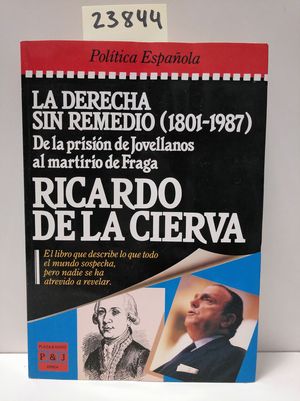 23844
Política Española
LA DERECHA
SIN REMEDIO (1801-1987)
De la prisión de Jovellanos
al martirio de Fraga
RICARDO
DE LA CIERVA
El libro que describe lo que todo
el mundo sospecha,
pero nadie se ha
atrevido a revelar.
PLAZA & JANES
P & J